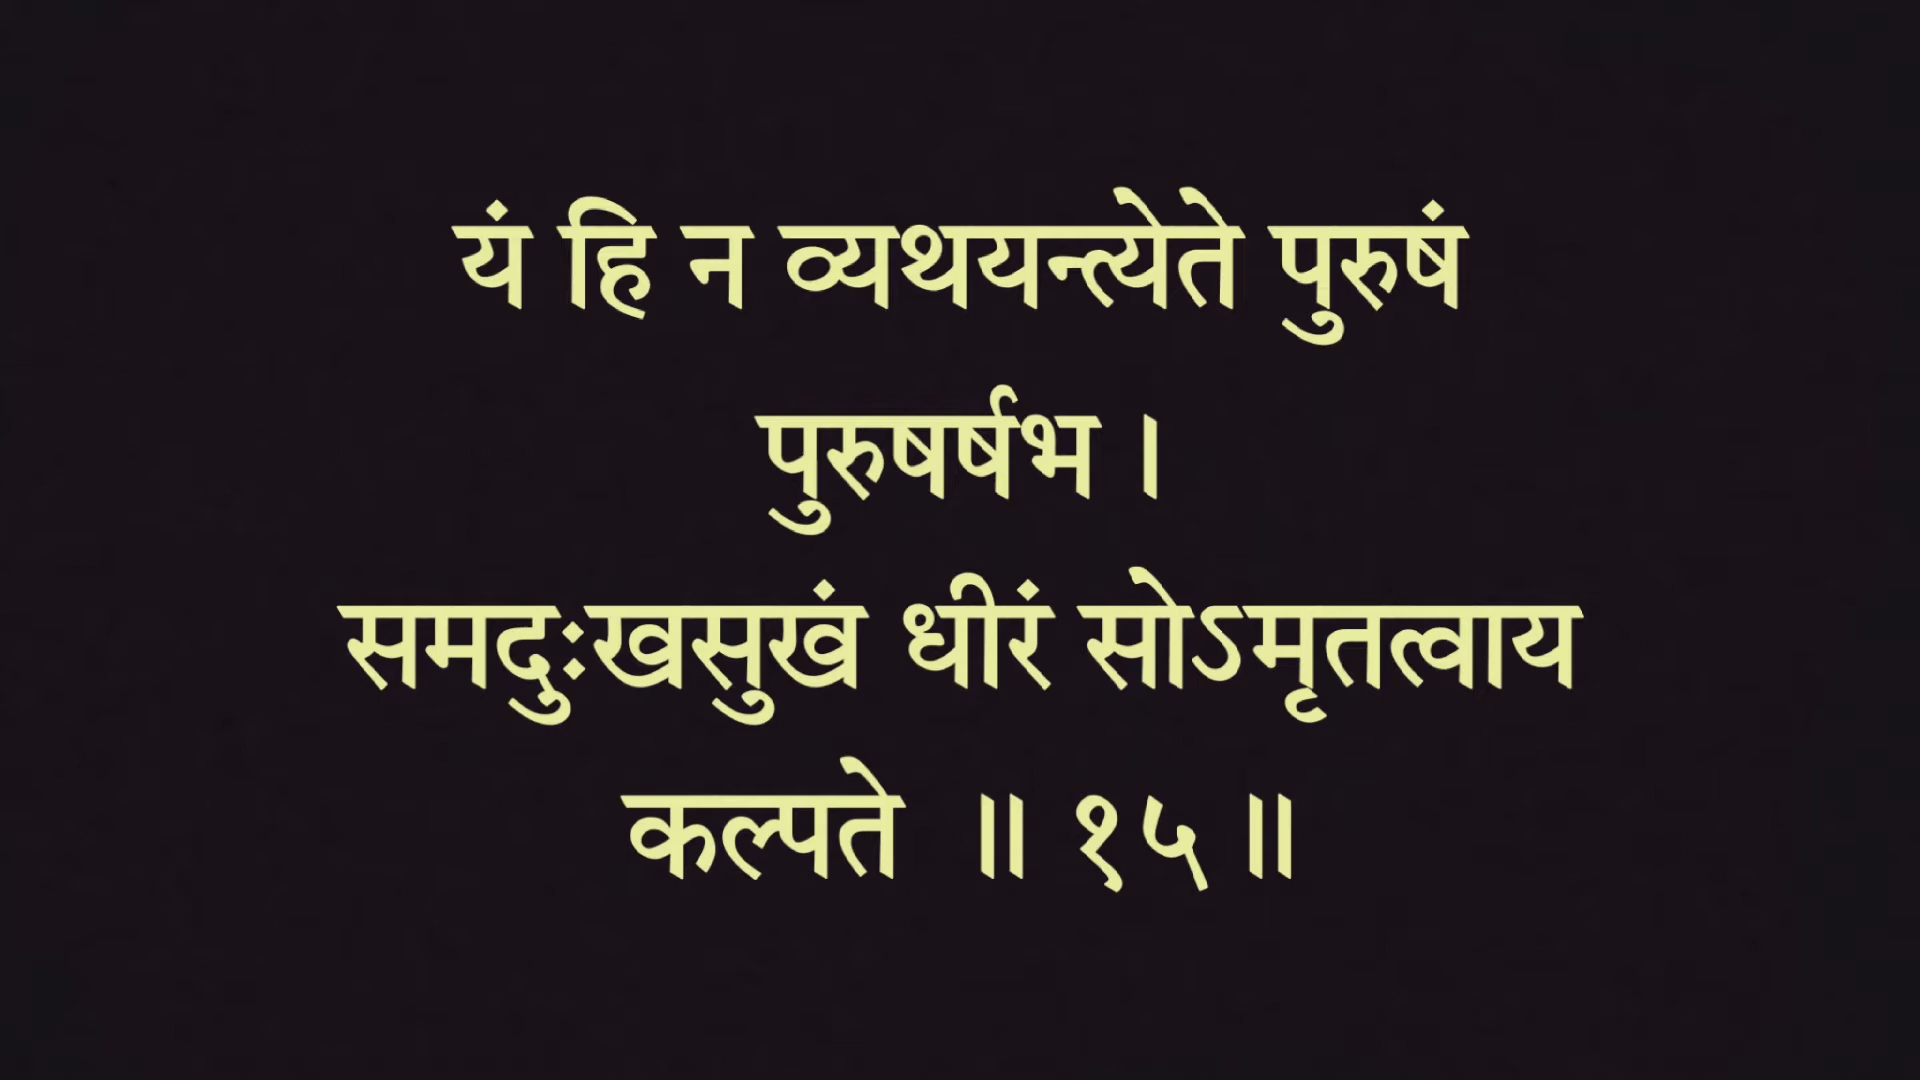 यं हि न व्यथयन्त्येते पुरुषं
पुरुषर्षभ ।
समदुःखसुखं धीरं सोऽमृतत्वाय
कल्पते ॥ १५ ॥